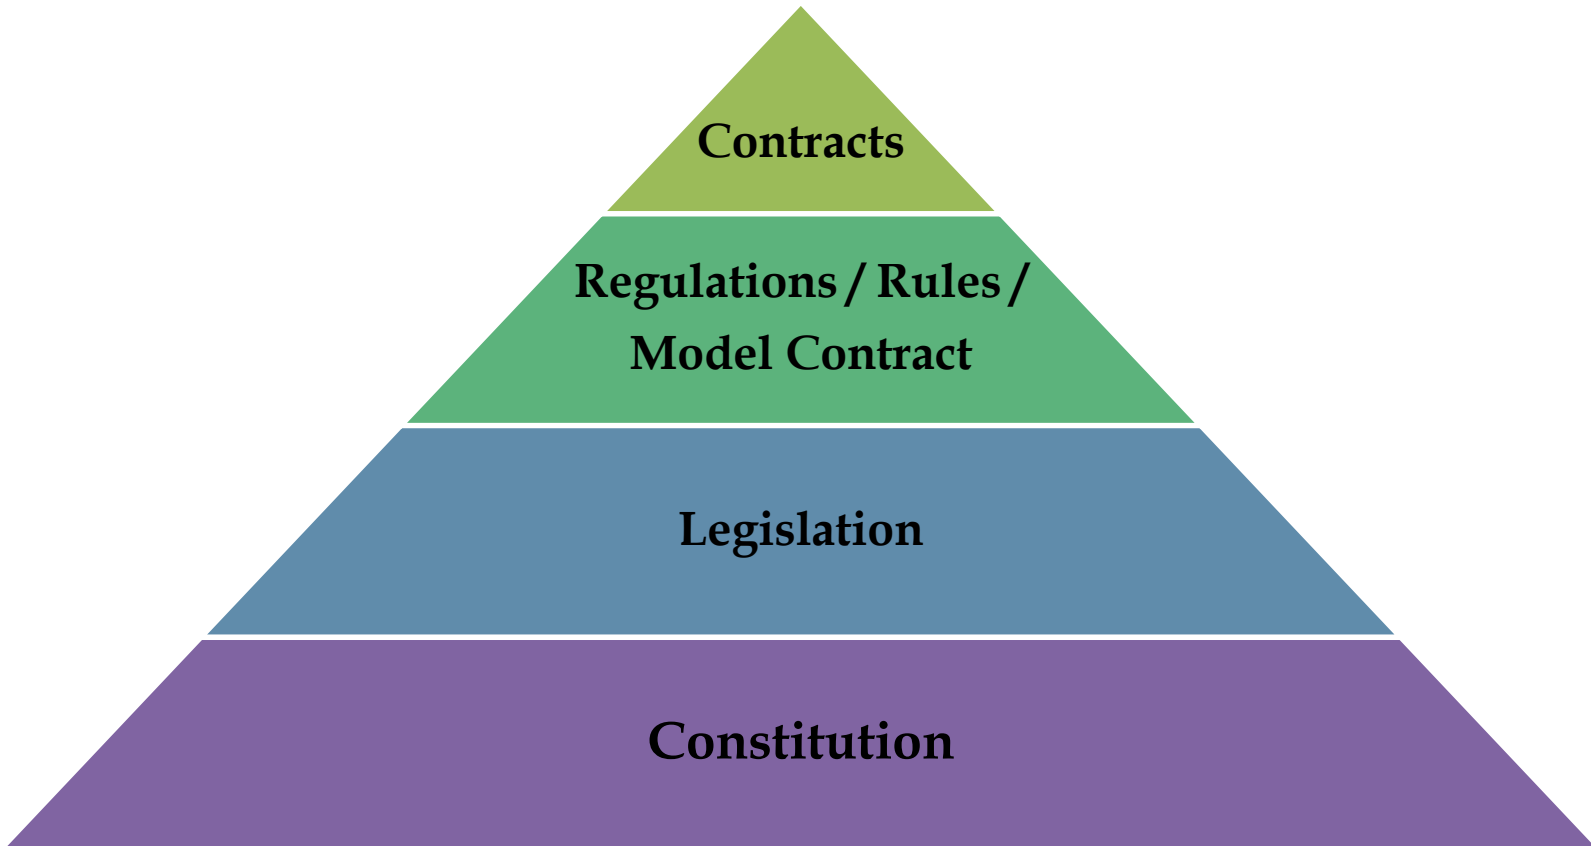 Contracts
Regulations / Rules /
Model Contract
Legislation
Constitution